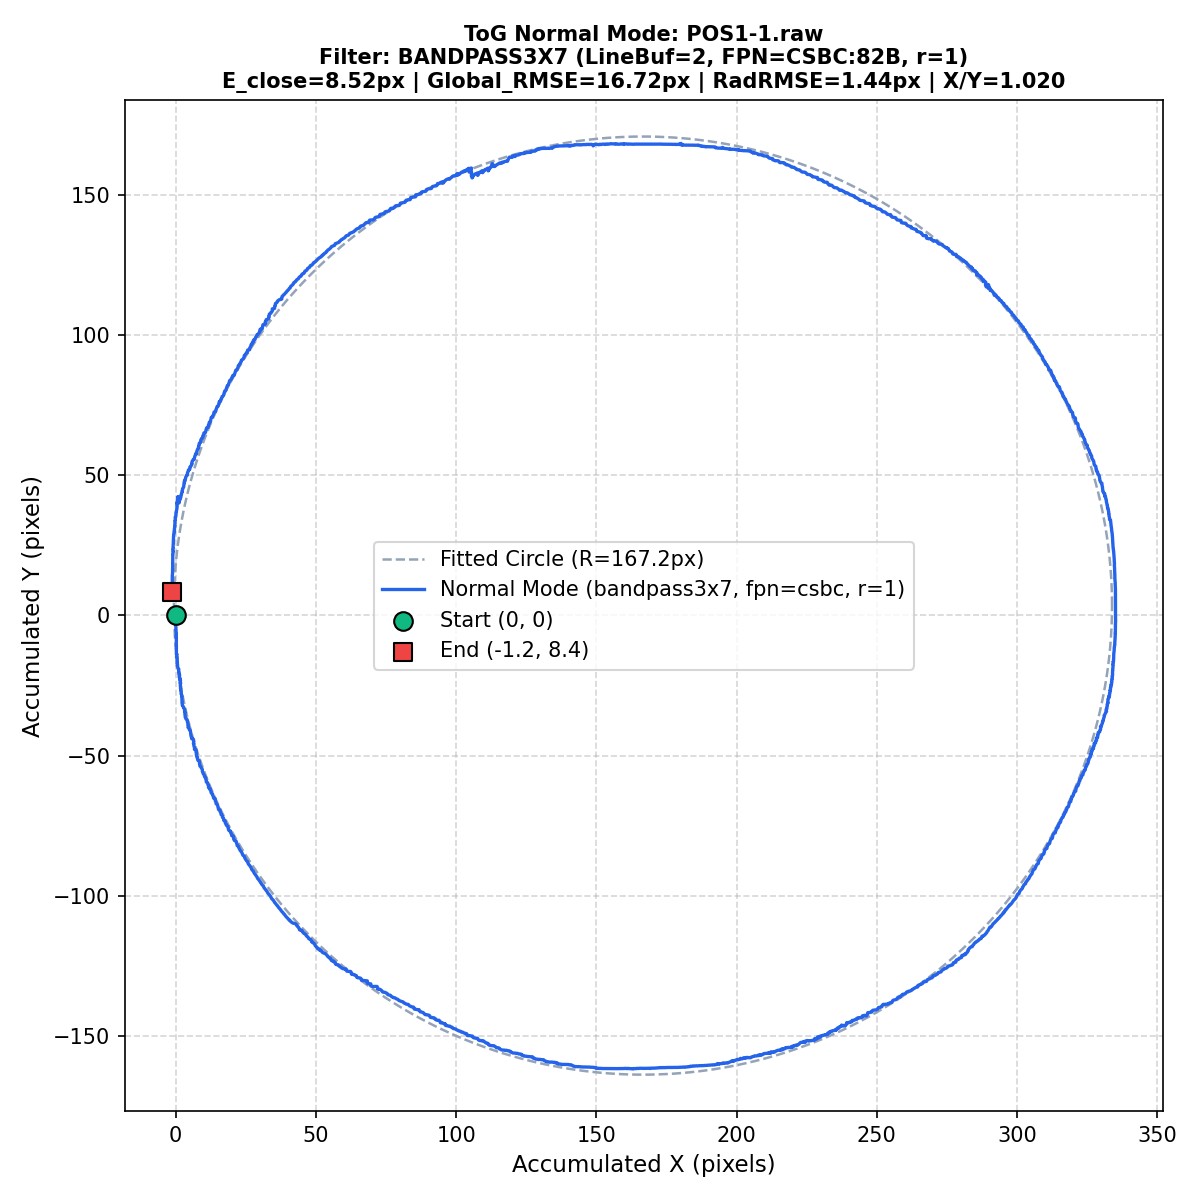 ToG Normal Mode: POS1-1.raw
Filter: BANDPASS3X7 (LineBuf=2, FPN=CSBC:82B, r=1)
E_close=8.52px | Global_RMSE=16.72px | RadRMSE=1.44px | X/Y=1.020
Accumulated Y (pixels)
150
100
50
0
−50
−100
−150
Fitted Circle (R=167.2px)
Normal Mode (bandpass3x7, fpn=csbc, r=1)
Start (0, 0)
End (-1.2, 8.4)
0 50 100 150 200 250 300 350
Accumulated X (pixels)